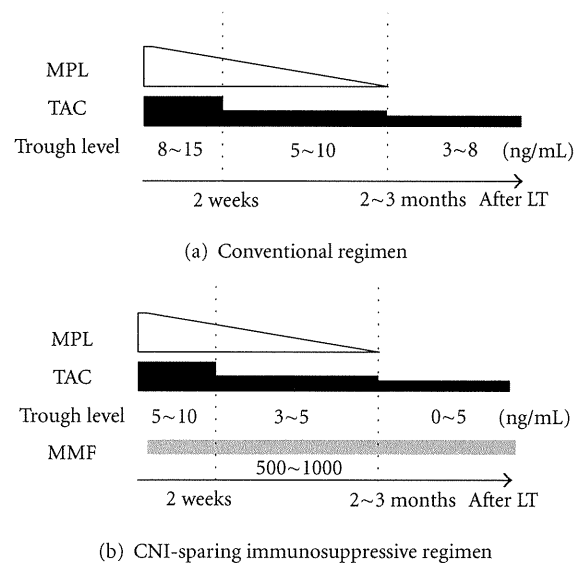 MPL
TAC
Trough level 8~15 5~10 3~8 (ng/mL)
2 weeks 2~3 months After LT
(a) Conventional regimen
MPL
TAC
Trough level 5~10 3~5 0~5 (ng/mL)
MMF
500~1000
2 weeks 2~3 months After LT
(b) CNI-sparing immunosuppressive regimen